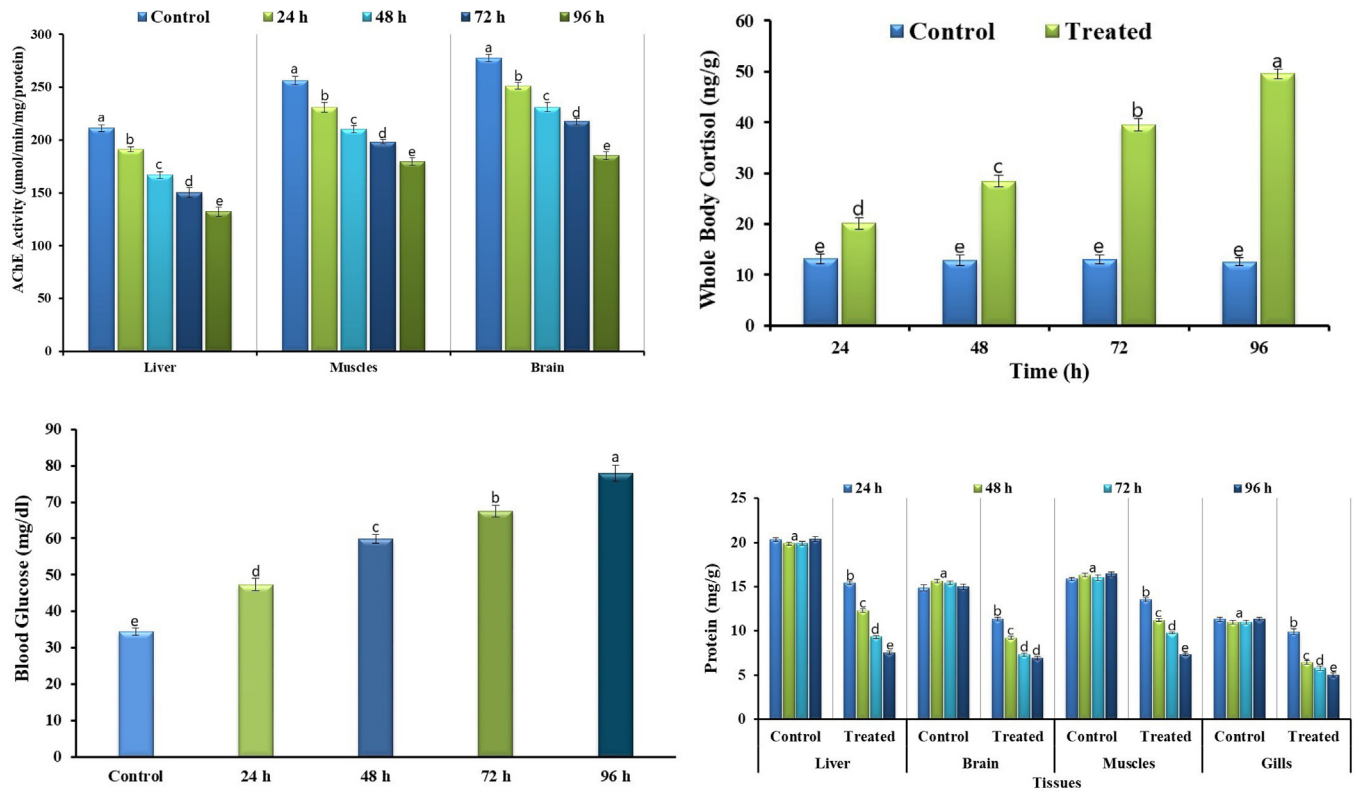 Control 24 h 48 h 72 h 96 h
AChE Activity (µmol/min/mg/protein)
300
250
200
150
100
50
0
a b c d e
a b c d e
a b c d e
Liver Muscles Brain
Control Treated
Whole Body Cortisol (ng/g)
60
50
40
30
20
10
0
e d e c e b e a
24 48 72 96
Time (h)
Blood Glucose (mg/dl)
90
80
70
60
50
40
30
20
10
0
e d c b a
Control 24 h 48 h 72 h 96 h
24 h 48 h 72 h 96 h
Protein (mg/g)
25
20
15
10
5
0
a b c d e
a b c d d
a b c d e
a b c d e
Control Treated Control Treated Control Treated Control Treated
Liver Brain Muscles Gills
Tissues